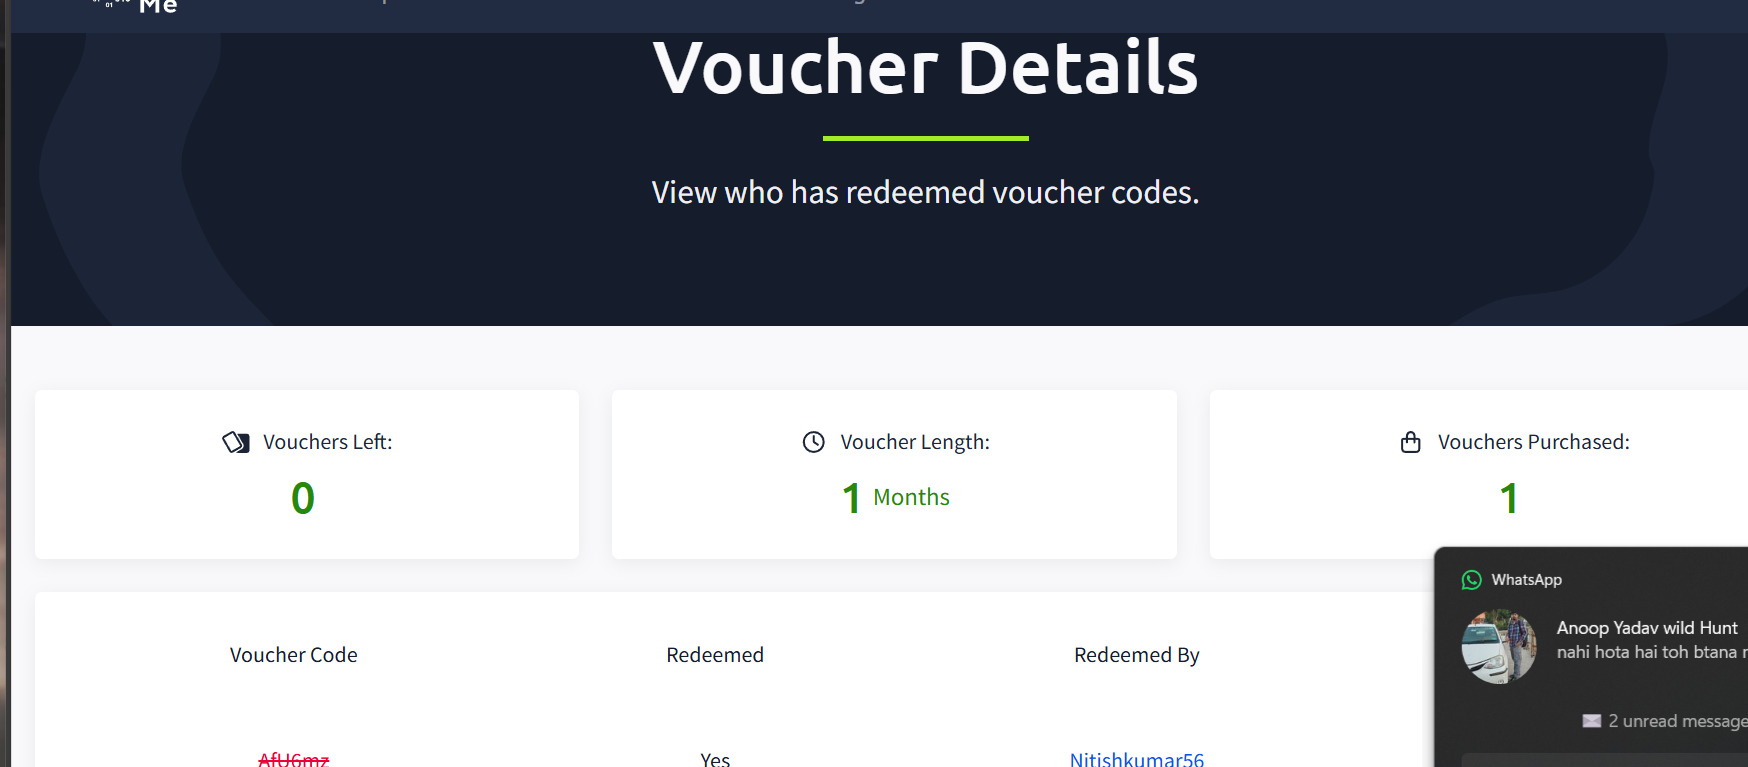 Me
Voucher Details
View who has redeemed voucher codes.
Vouchers Left:
0
Voucher Length:
1 Months
Vouchers Purchased:
1
Voucher Code
Redeemed
Redeemed By
AfU6mz
Yes
Nitishkumar56
WhatsApp
Anoop Yadav wild Hunt
nahi hota hai toh btana
2 unread message